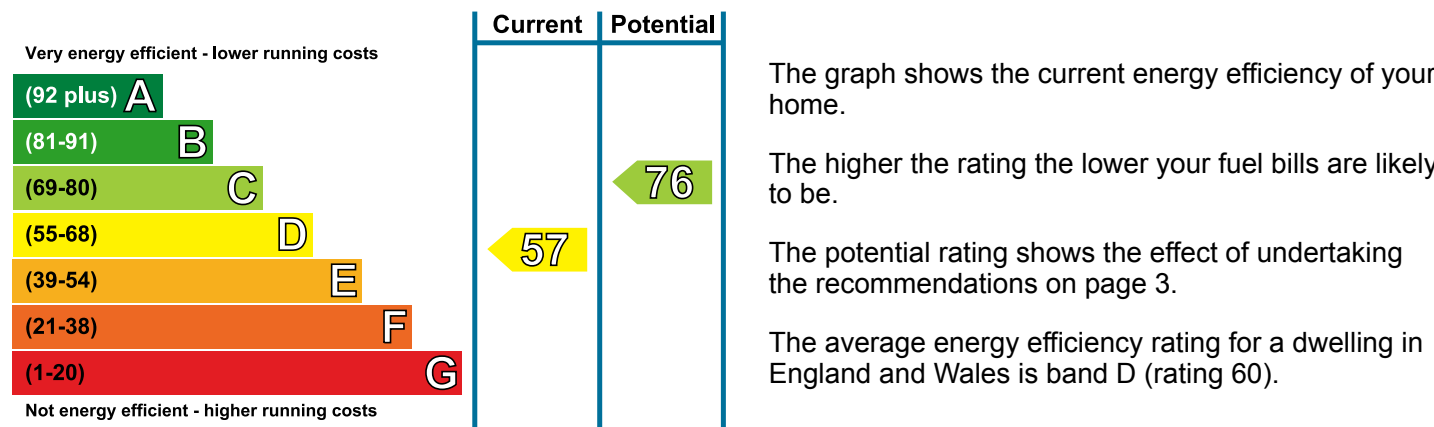 Current Potential
Very energy efficient - lower running costs
(92 plus) A
(81-91) B
(69-80) C
76
(55-68) D
57
(39-54) E
(21-38) F
(1-20) G
Not energy efficient - higher running costs
The graph shows the current energy efficiency of your
home.
The higher the rating the lower your fuel bills are likely
to be.
The potential rating shows the effect of undertaking
the recommendations on page 3.
The average energy efficiency rating for a dwelling in
England and Wales is band D (rating 60).